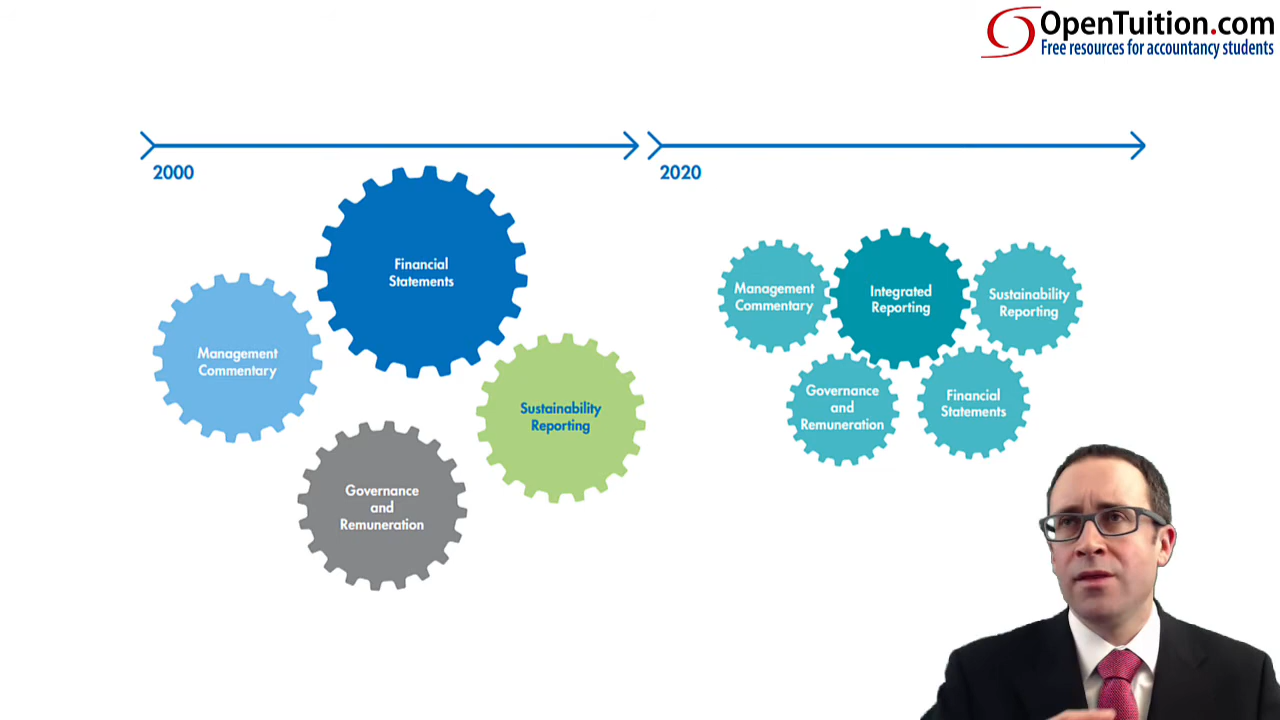 OpenTuition.com
Free resources for accountancy students
2000
2020
Financial
Statements
Management
Commentary
Sustainability
Reporting
Governance
and
Remuneration
Management
Commentary
Integrated
Reporting
Sustainability
Reporting
Governance
and
Remuneration
Financial
Statements